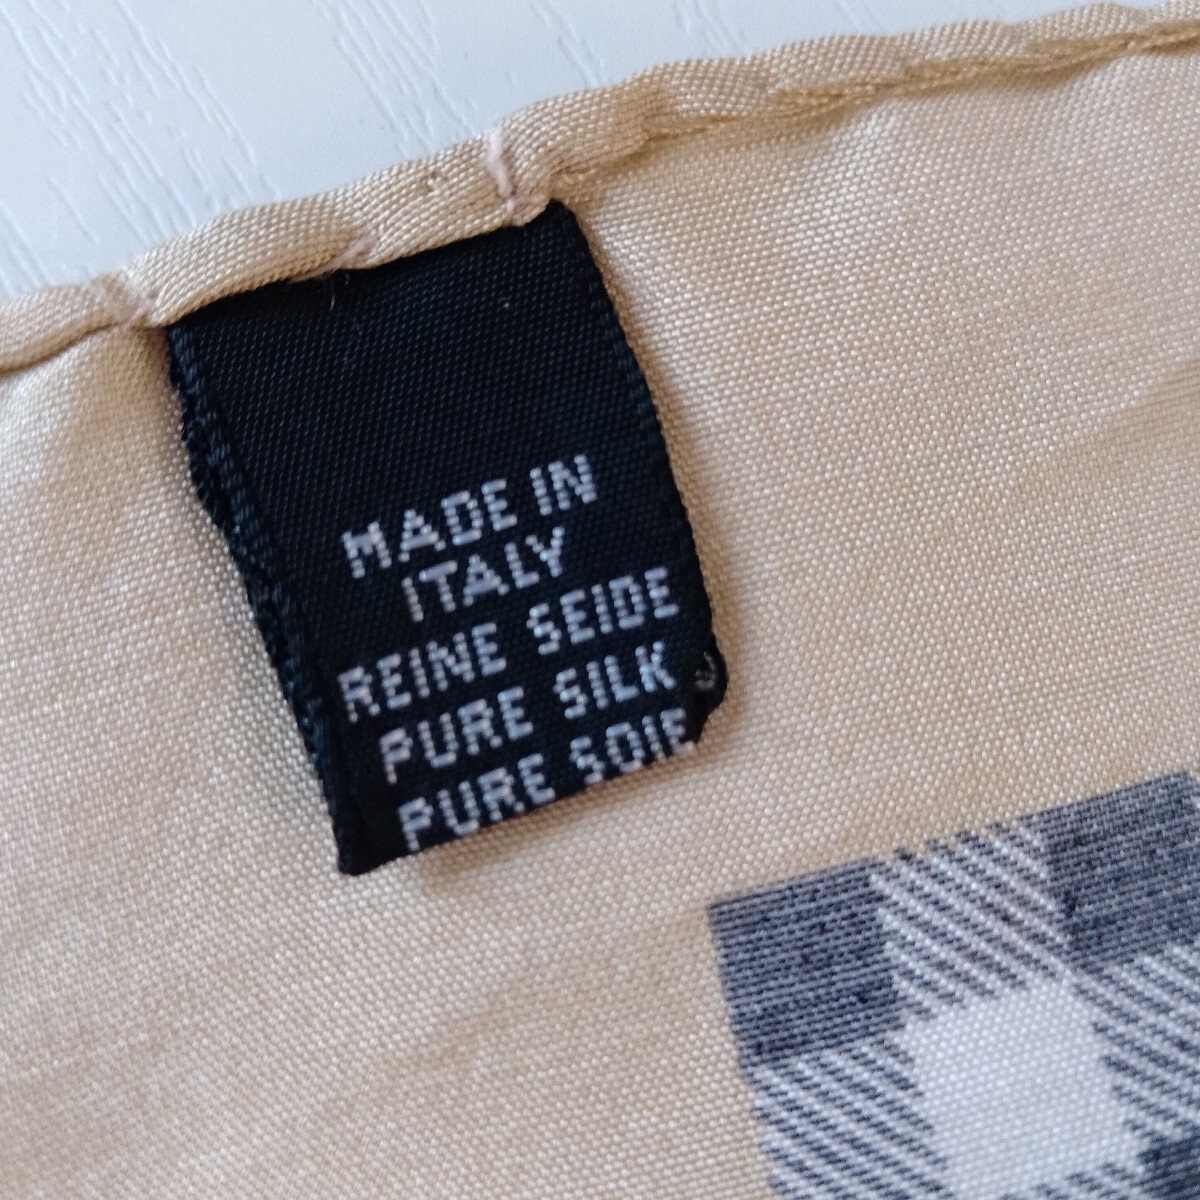 MADE IN
ITALY
REINE SEIDE
PURE SILK
PURE SOIE